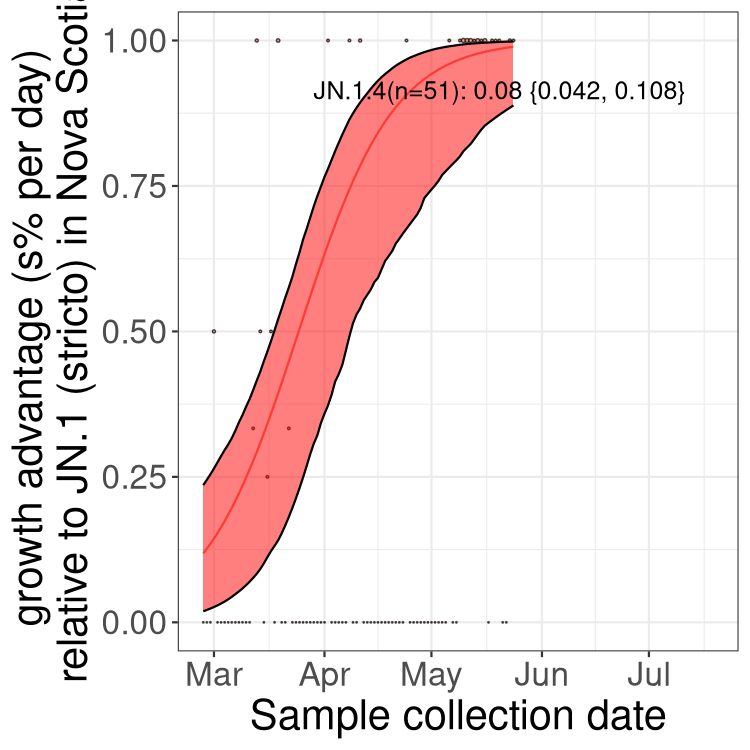 growth advantage (s% per day)
relative to JN.1 (stricto) in Nova Scotia
1.00
0.75
0.50
0.25
0.00
JN.1.4(n=51): 0.08 {0.042, 0.108}
Mar Apr May Jun Jul
Sample collection date